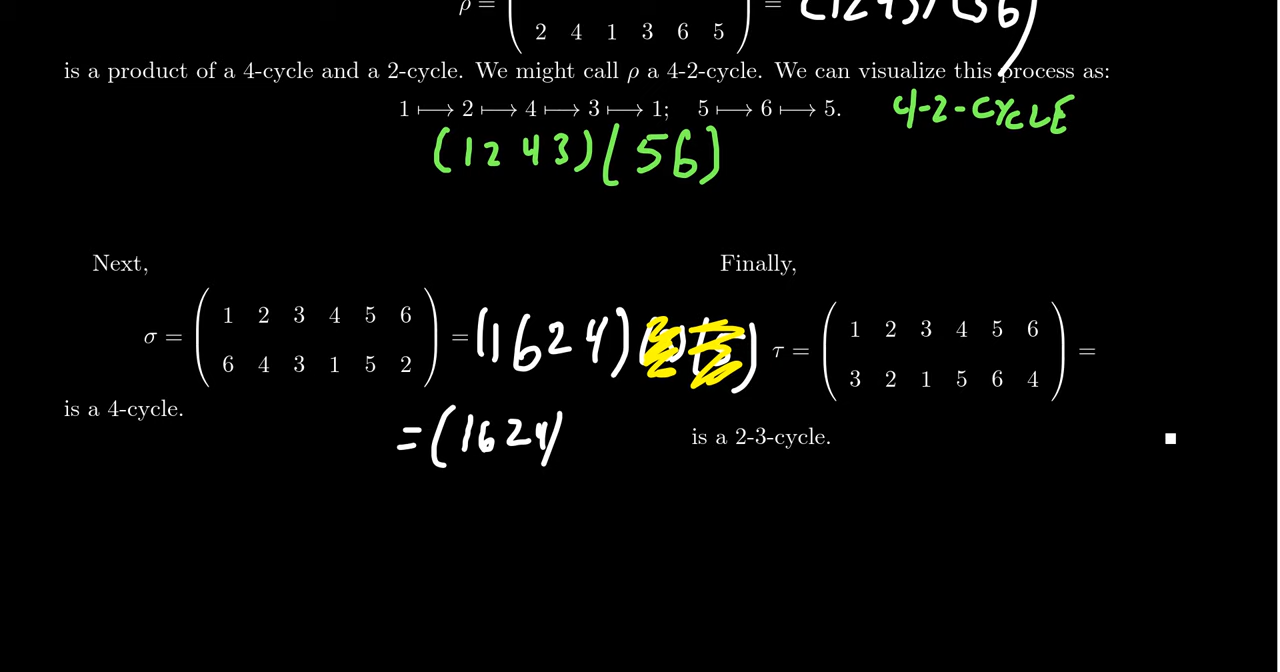 ρ = ( = (1243)(56)
2 4 1 3 6 5
is a product of a 4-cycle and a 2-cycle. We might call ρ a 4-2-cycle. We can visualize this process as:
1 ⟼ 2 ⟼ 4 ⟼ 3 ⟼ 1; 5 ⟼ 6 ⟼ 5. 4-2-CYCLE
(1 2 4 3)(5 6)
Next,
σ = ( 1 2 3 4 5 6 
6 4 3 1 5 2 ) = (1 6 2 4)
is a 4-cycle.
= (1 6 2 4)
Finally,
τ = ( 1 2 3 4 5 6 
3 2 1 5 6 4 ) =
is a 2-3-cycle.